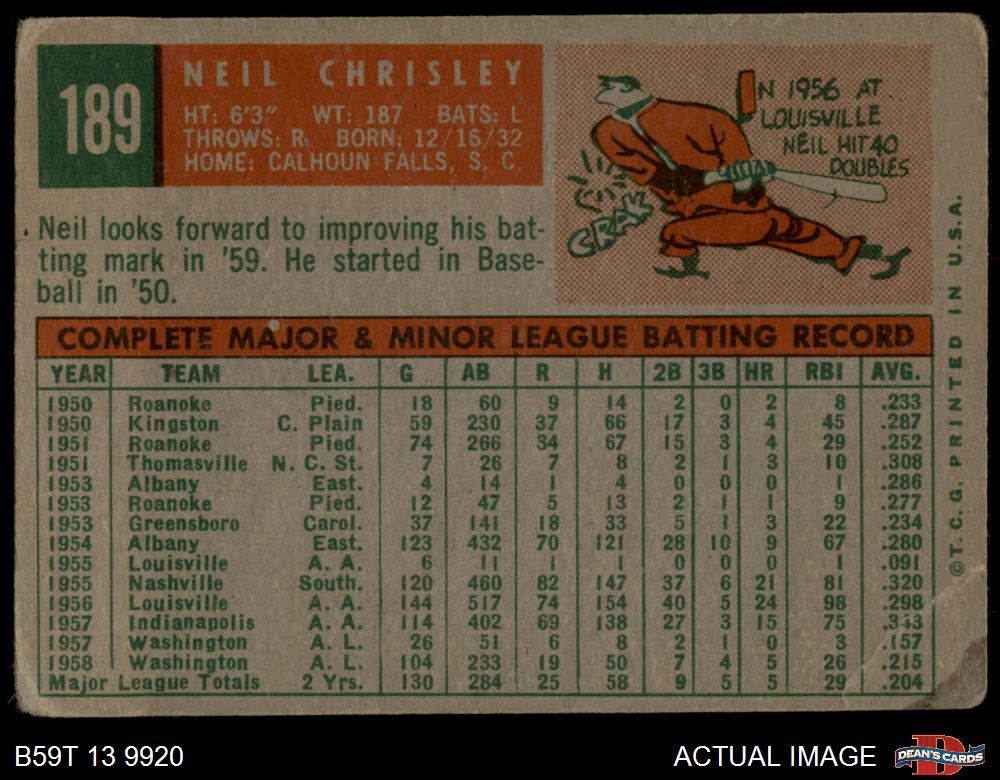 189
NEIL CHRISLEY
HT: 6'3" WT: 187 BATS: L
THROWS: R. BORN: 12/16/32
HOME: CALHOUN FALLS, S. C.
IN 1956 AT
LOUISVILLE
NEIL HIT 40
DOUBLES
CRAK
Neil looks forward to improving his bat-
ting mark in '59. He started in Base-
ball in '50.
COMPLETE MAJOR & MINOR LEAGUE BATTING RECORD
YEAR TEAM LEA. G AB R H 2B 3B HR RBI AVG.
1950 Roanoke Pied. 18 60 9 14 2 0 2 8 .233
1950 Kingston C. Plain 59 230 37 66 17 3 4 45 .287
1951 Roanoke Pied. 74 266 34 67 15 3 4 29 .252
1951 Thomasville N. C. St. 7 26 7 8 2 1 3 10 .308
1953 Albany East. 4 14 1 4 0 0 0 1 .286
1953 Roanoke Pied. 12 47 5 13 2 1 1 9 .277
1953 Greensboro Carol. 37 141 18 33 5 1 3 22 .234
1954 Albany East. 123 432 70 121 28 10 9 67 .280
1955 Louisville A. A. 6 11 1 1 0 0 0 1 .091
1955 Nashville South. 120 460 82 147 37 6 21 81 .320
1956 Louisville A. A. 144 517 74 154 40 5 24 98 .298
1957 Indianapolis A. A. 114 402 69 138 27 3 15 75 .343
1957 Washington A. L. 26 51 6 8 2 1 0 3 .157
1958 Washington A. L. 104 233 19 50 7 4 5 26 .215
Major League Totals 2 Yrs. 130 284 25 58 9 5 5 29 .204
©T. C. G. PRINTED IN U.S.A.
B59T 13 9920
ACTUAL IMAGE
DEAN'S CARDS